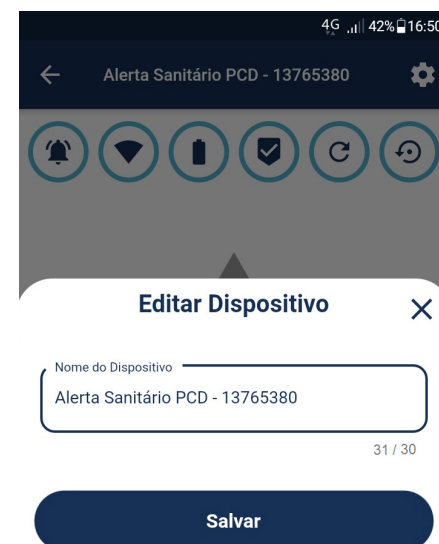 4G 42% 16:50
Alerta Sanitário PCD - 13765380
Editar Dispositivo
Nome do Dispositivo
Alerta Sanitário PCD - 13765380
31 / 30
Salvar